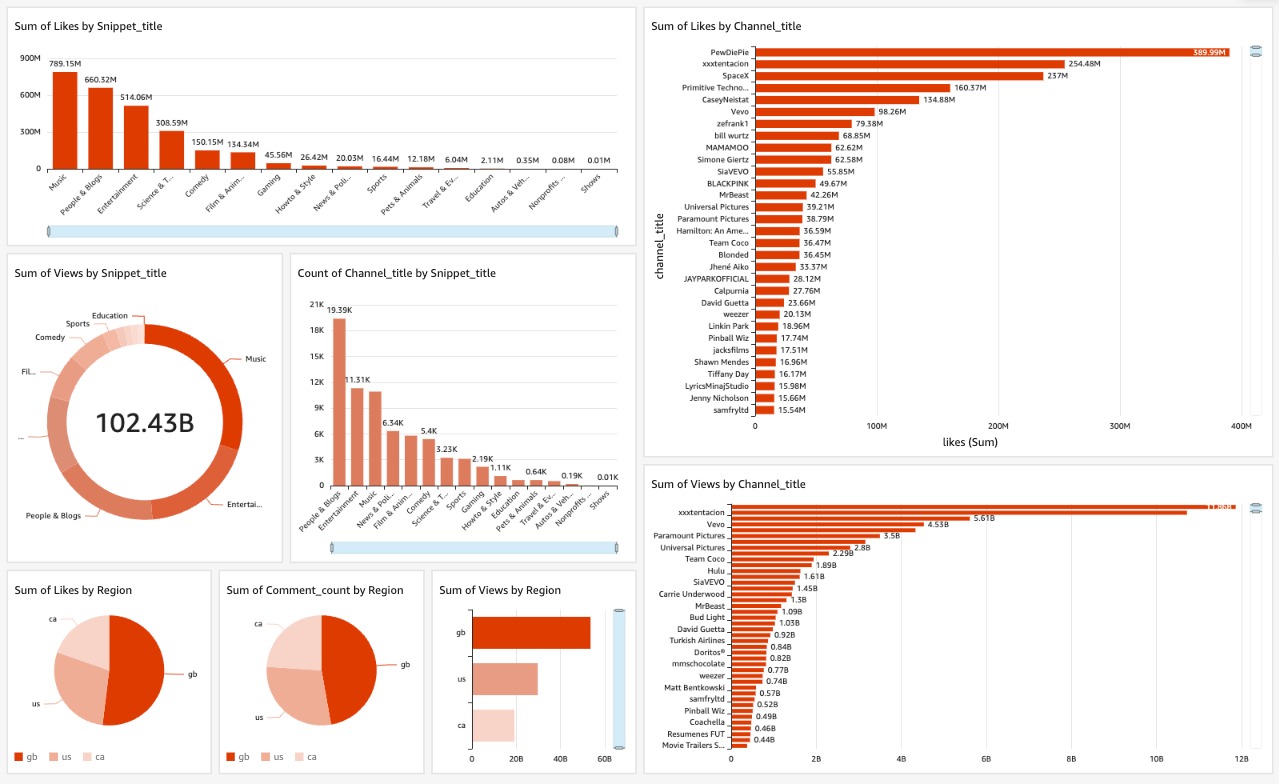 Sum of Likes by Snippet_title
900M
600M
300M
0
789.15M
660.32M
514.06M
308.59M
150.15M
134.34M
45.56M
26.42M
20.03M
16.44M
12.18M
6.04M
2.11M
0.35M
0.08M
0.01M
Music
People & Blogs
Entertainment
Science & T...
Comedy
Film & Anim...
Gaming
Howto & Style
News & Poli...
Sports
Pets & Animals
Travel & Ev...
Education
Autos & Veh...
Nonprofits ...
Shows
Sum of Likes by Channel_title
channel_title
PewDiePie 389.99M
xxxtentacion 254.48M
SpaceX 237M
Primitive Techno... 160.37M
CaseyNeistat 134.88M
Vevo 98.26M
zefrank1 79.38M
bill wurtz 68.85M
MAMAMOO 62.62M
Simone Giertz 62.58M
SiaVEVO 55.85M
BLACKPINK 49.67M
MrBeast 42.26M
Universal Pictures 39.21M
Paramount Pictures 38.79M
Hamilton: An Ame... 36.59M
Team Coco 36.47M
Blonded 36.45M
Jhené Aiko 33.37M
JAYPARKOFFICIAL 28.12M
Calpurnia 27.76M
David Guetta 23.66M
weezer 20.13M
Linkin Park 18.96M
Pinball Wiz 17.74M
jacksfilms 17.51M
Shawn Mendes 16.96M
Tiffany Day 16.17M
LyricsMinajStudio 15.98M
Jenny Nicholson 15.66M
samfryltd 15.54M
0 100M 200M 300M 400M
likes (Sum)
Sum of Views by Snippet_title
102.43B
Education
Sports
Comedy
Fil...
...
People & Blogs
Entertai...
Music
Count of Channel_title by Snippet_title
21K
18K
15K
12K
9K
6K
3K
0
19.39K
11.31K
6.34K
5.4K
3.23K
2.19K
1.11K
0.64K
0.19K
0.01K
People & Blogs
Entertainment
Music
News & Poli...
Film & Anim...
Comedy
Science & T...
Sports
Gaming
Howto & Style
Education
Pets & Animals
Travel & Ev...
Autos & Veh...
Nonprofits ...
Shows
Sum of Views by Channel_title
11.86B
xxxtentacion
5.61B
Vevo 4.53B
Paramount Pictures 3.5B
Universal Pictures 2.8B
2.29B
Team Coco
1.89B
Hulu
1.61B
SiaVEVO
1.45B
Carrie Underwood
1.3B
MrBeast
1.09B
Bud Light
1.03B
David Guetta
0.92B
Turkish Airlines
0.84B
Doritos®
0.82B
mmschocolate
0.77B
weezer
0.74B
Matt Bentkowski
0.57B
samfryltd
0.52B
Pinball Wiz
0.49B
Coachella
0.46B
Resumenes FUT
0.44B
Movie Trailers S...
0 2B 4B 6B 8B 10B 12B
Sum of Likes by Region
ca
us
gb
gb us ca
Sum of Comment_count by Region
ca
us
gb
gb us ca
Sum of Views by Region
gb
us
ca
0 20B 40B 60B